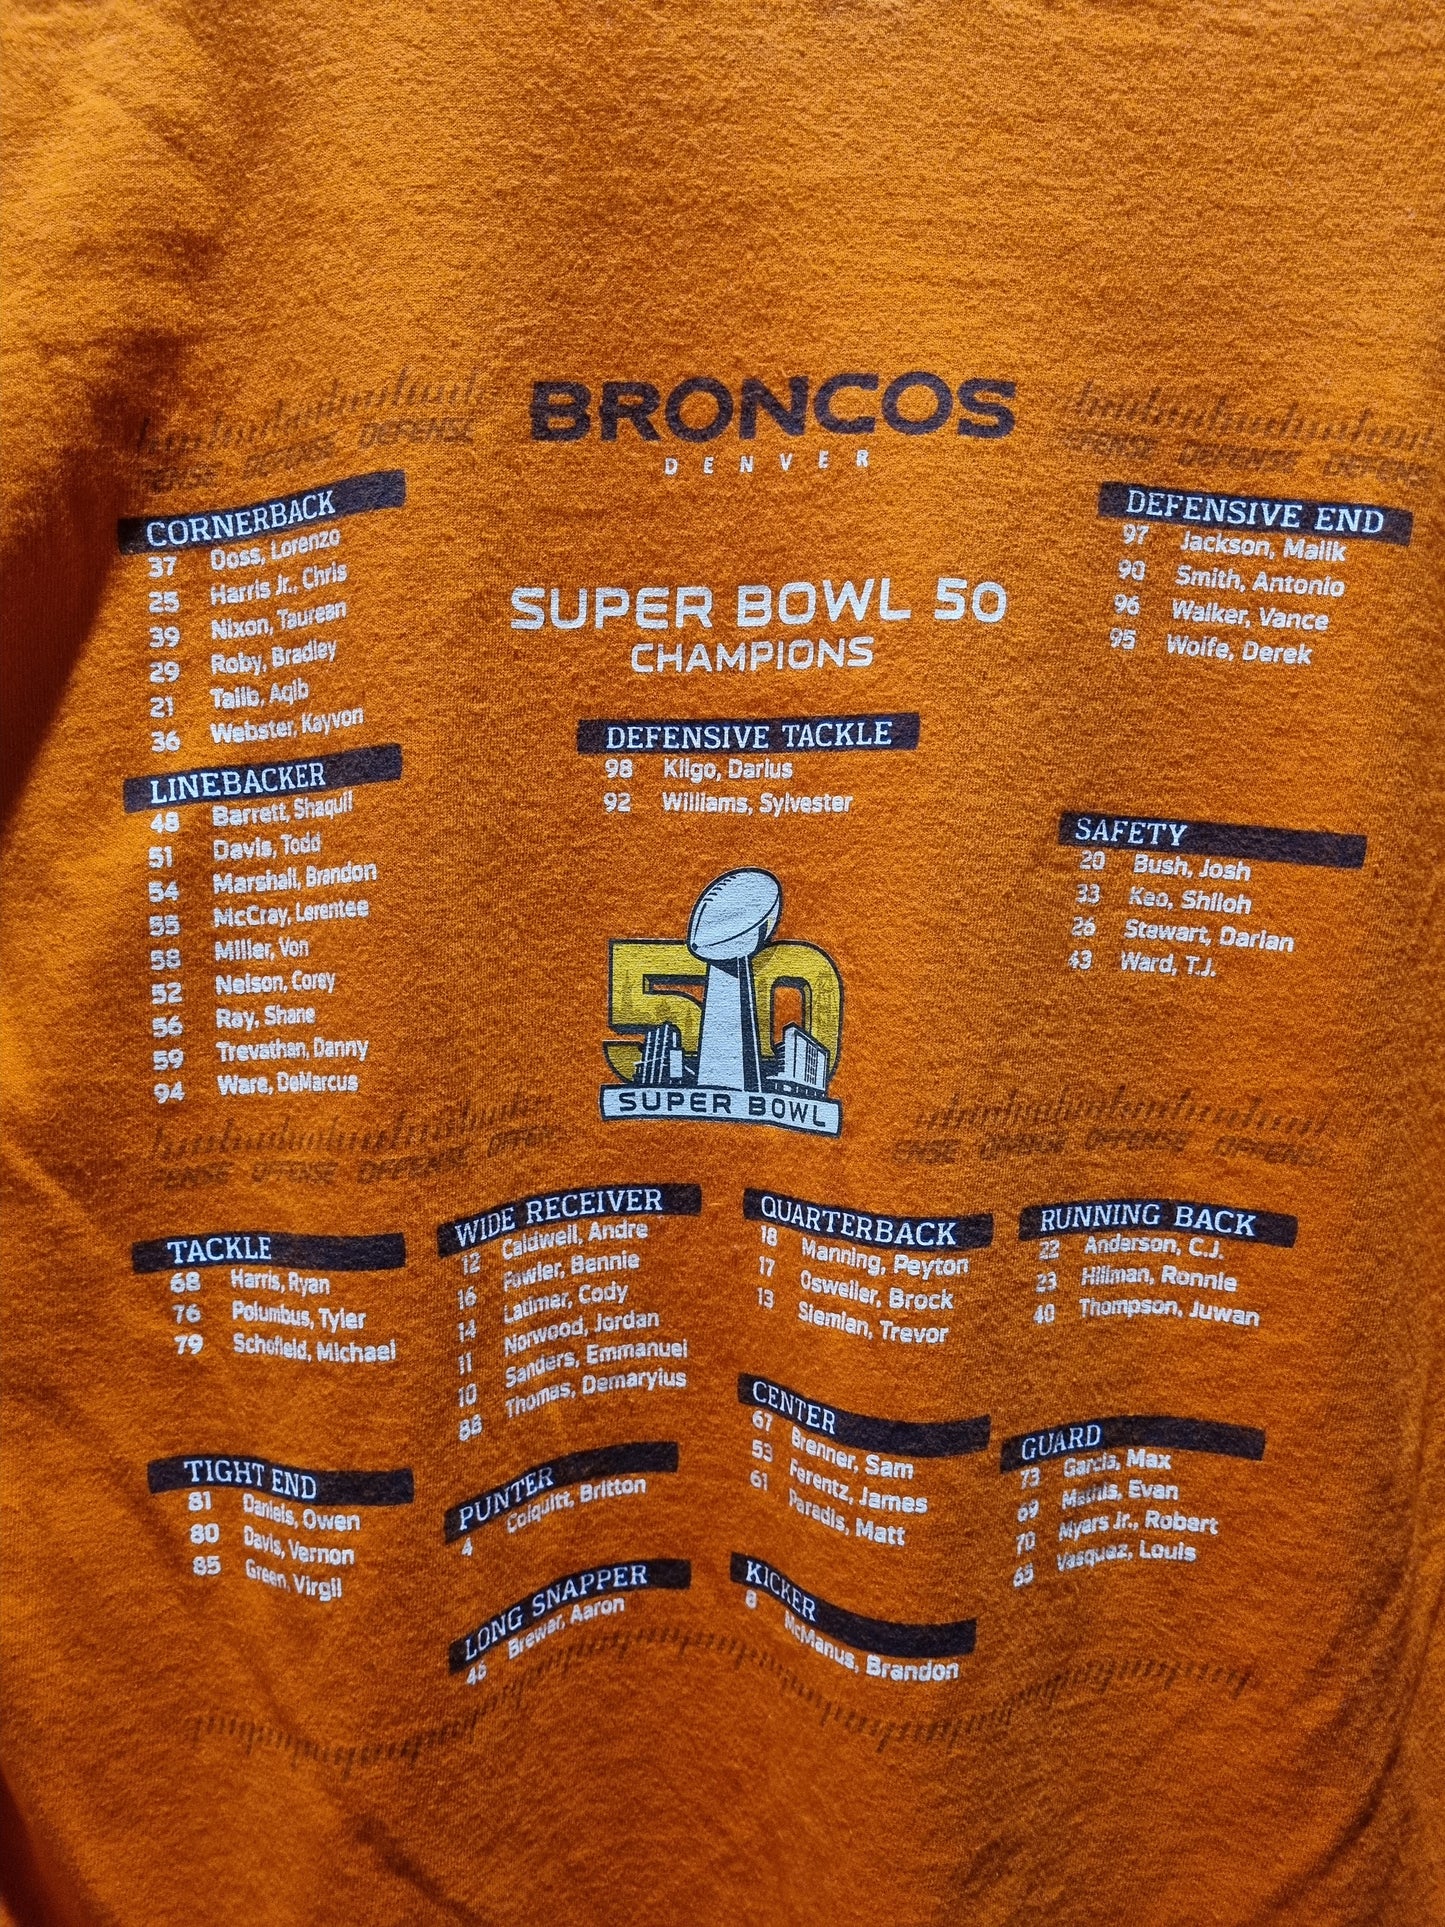 BRONCOS
DENVER
DEFENSE DEFENSE
DEFENSE
SUPER BOWL 50
CHAMPIONS
CORNERBACK
37 Doss, Lorenzo
25 Harris Jr., Chris
39 Nixon, Taurean
29 Roby, Bradley
21 Talib, Aqib
36 Webster, Kayvon
LINEBACKER
48 Barrett, Shaquil
51 Davis, Todd
54 Marshall, Brandon
55 McCray, Lerentee
58 Miller, Von
52 Nelson, Corey
56 Ray, Shane
59 Trevathan, Danny
94 Ware, DeMarcus
DEFENSIVE TACKLE
98 Kilgo, Darius
92 Williams, Sylvester
DEFENSIVE END
97 Jackson, Malik
90 Smith, Antonio
96 Walker, Vance
95 Wolfe, Derek
SAFETY
20 Bush, Josh
33 Keo, Shiloh
26 Stewart, Darian
43 Ward, T.J.
50
SUPER BOWL
OFFENSE OFFENSE
OFFENSE
TACKLE
68 Harris, Ryan
76 Polumbus, Tyler
79 Schofield, Michael
WIDE RECEIVER
12 Caldwell, Andre
16 Fowler, Bennie
14 Latimer, Cody
11 Norwood, Jordan
10 Sanders, Emmanuel
88 Thomas, Demaryius
QUARTERBACK
18 Manning, Peyton
17 Osweiler, Brock
13 Siemian, Trevor
RUNNING BACK
22 Anderson, C.J.
23 Hillman, Ronnie
40 Thompson, Juwan
TIGHT END
81 Daniels, Owen
80 Davis, Vernon
85 Green, Virgil
PUNTER
4 Colquitt, Britton
CENTER
67 Brenner, Sam
53 Ferentz, James
61 Paradis, Matt
GUARD
73 Garcia, Max
69 Mathis, Evan
70 Myers Jr., Robert
65 Vasquez, Louis
LONG SNAPPER
46 Brewer, Aaron
KICKER
8 McManus, Brandon